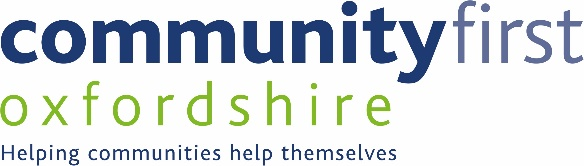 communityfirst
oxfordshire
Helping communities help themselves